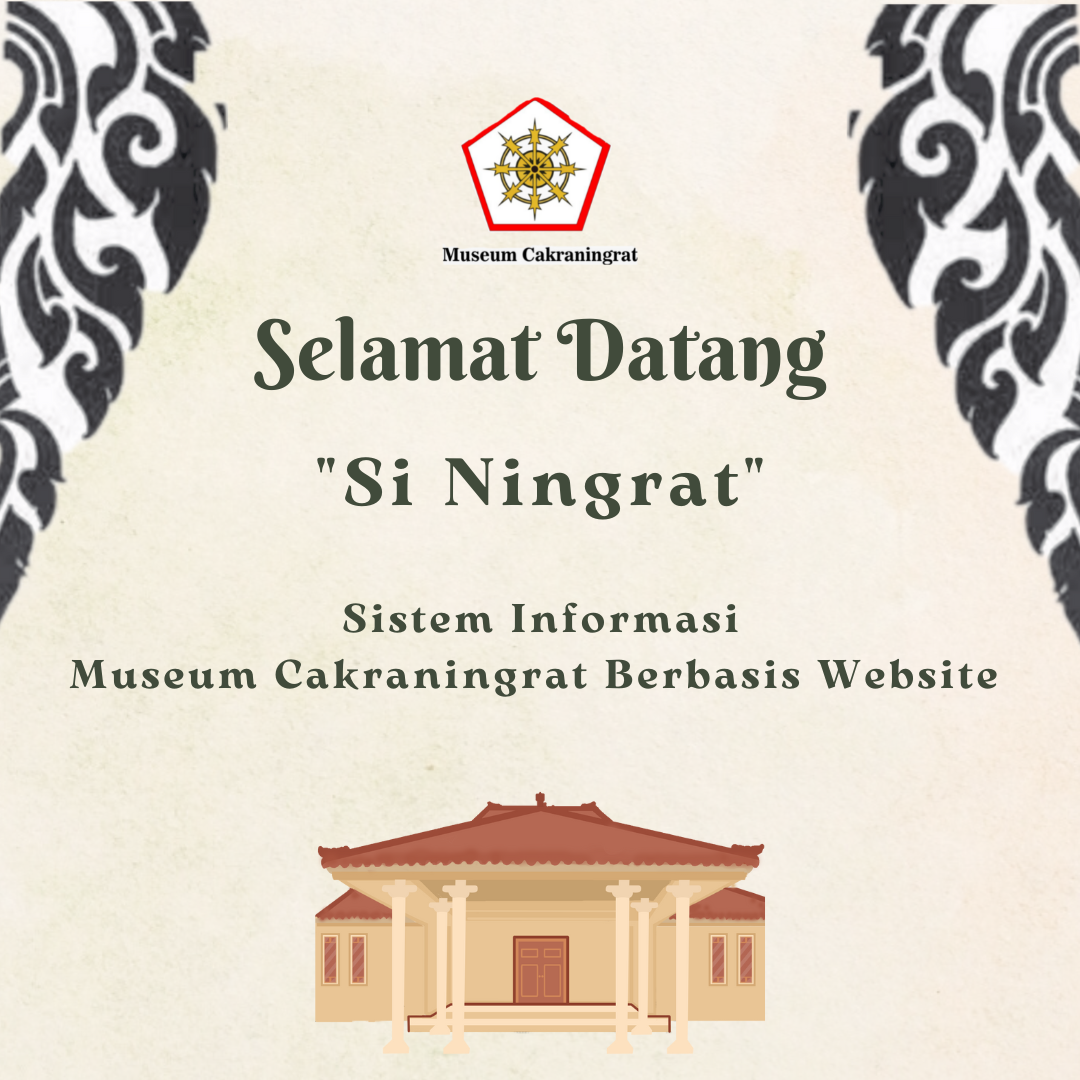 Museum Cakraningrat
Selamat Datang
"Si Ningrat"
Sistem Informasi
Museum Cakraningrat Berbasis Website